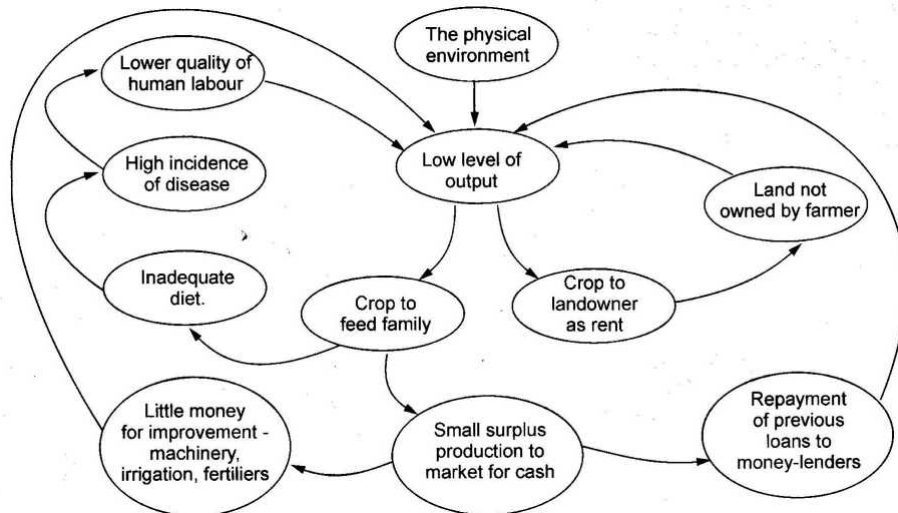 The physical
environment
Lower quality of
human labour
Low level of
output
High incidence
of disease
Land not
owned by farmer
Inadequate
diet.
Crop to
feed family
Crop to
landowner
as rent
Little money
for improvement -
machinery,
irrigation, fertiliers
Small surplus
production to
market for cash
Repayment
of previous
loans to
money-lenders